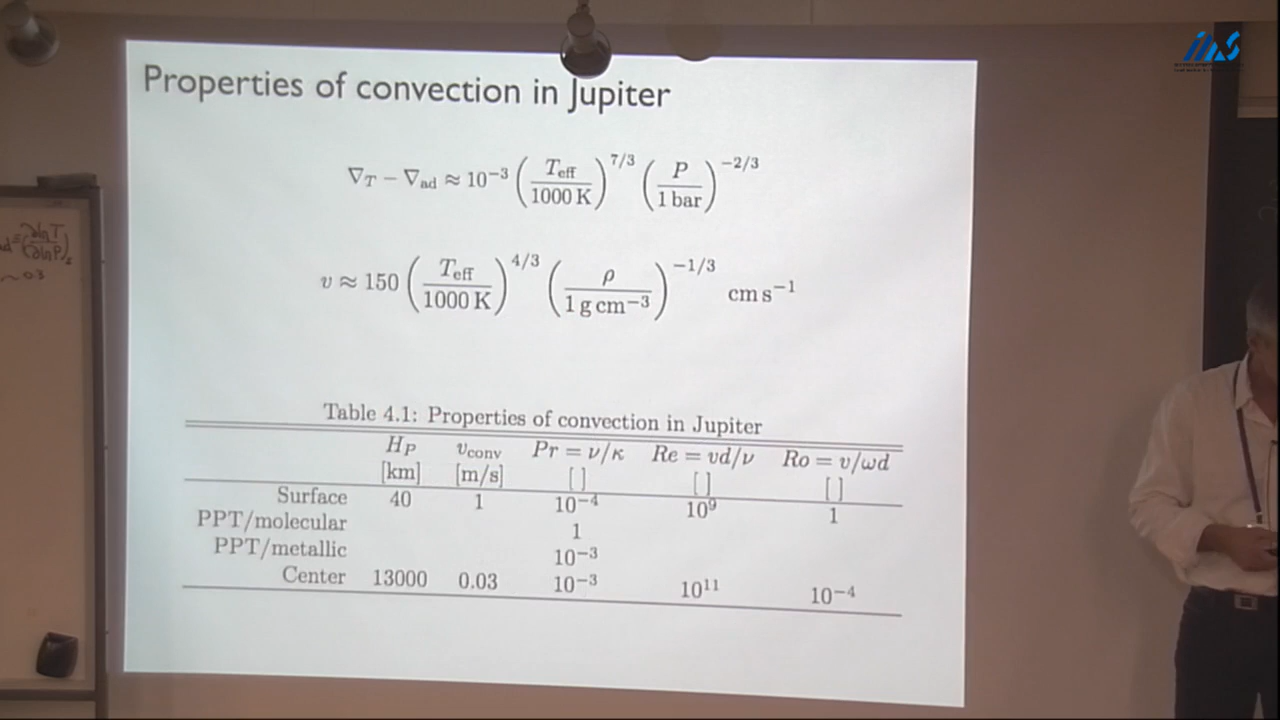 Properties of convection in Jupiter
∇_T − ∇_ad ≈ 10^−3 (T_eff / 1000 K)^7/3 (P / 1 bar)^−2/3
v ≈ 150 (T_eff / 1000 K)^4/3 (ρ / 1 g cm^−3)^−1/3 cm s^−1
Table 4.1: Properties of convection in Jupiter
H_P v_conv Pr = ν/κ Re = vd/ν Ro = v/ωd
[km] [m/s] [ ] [ ] [ ]
Surface 40 1 10^−4 10^9 1
PPT/molecular 1
PPT/metallic 10^−3
Center 13000 0.03 10^−3 10^11 10^−4